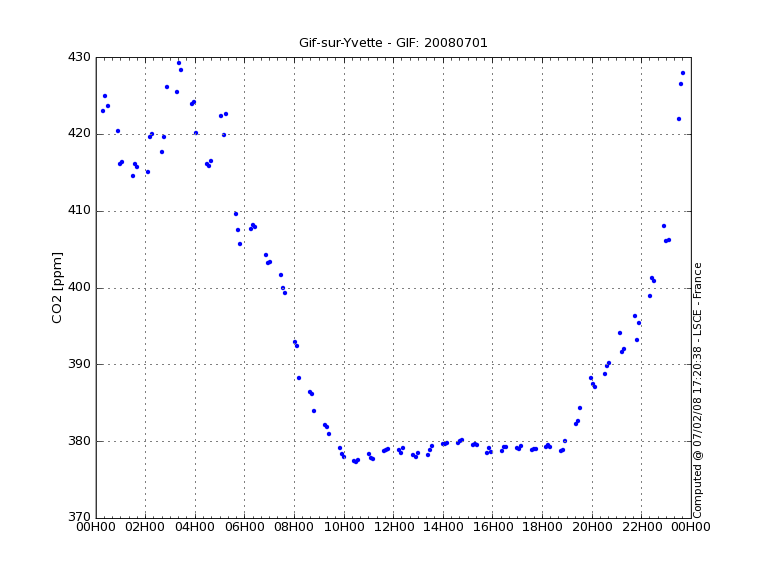 Gif-sur-Yvette - GIF: 20080701
430
420
410
400
390
380
370
CO2 [ppm]
00H00 02H00 04H00 06H00 08H00 10H00 12H00 14H00 16H00 18H00 20H00 22H00 00H00
Computed @ 07/02/08 17:20:38 - LSCE - France